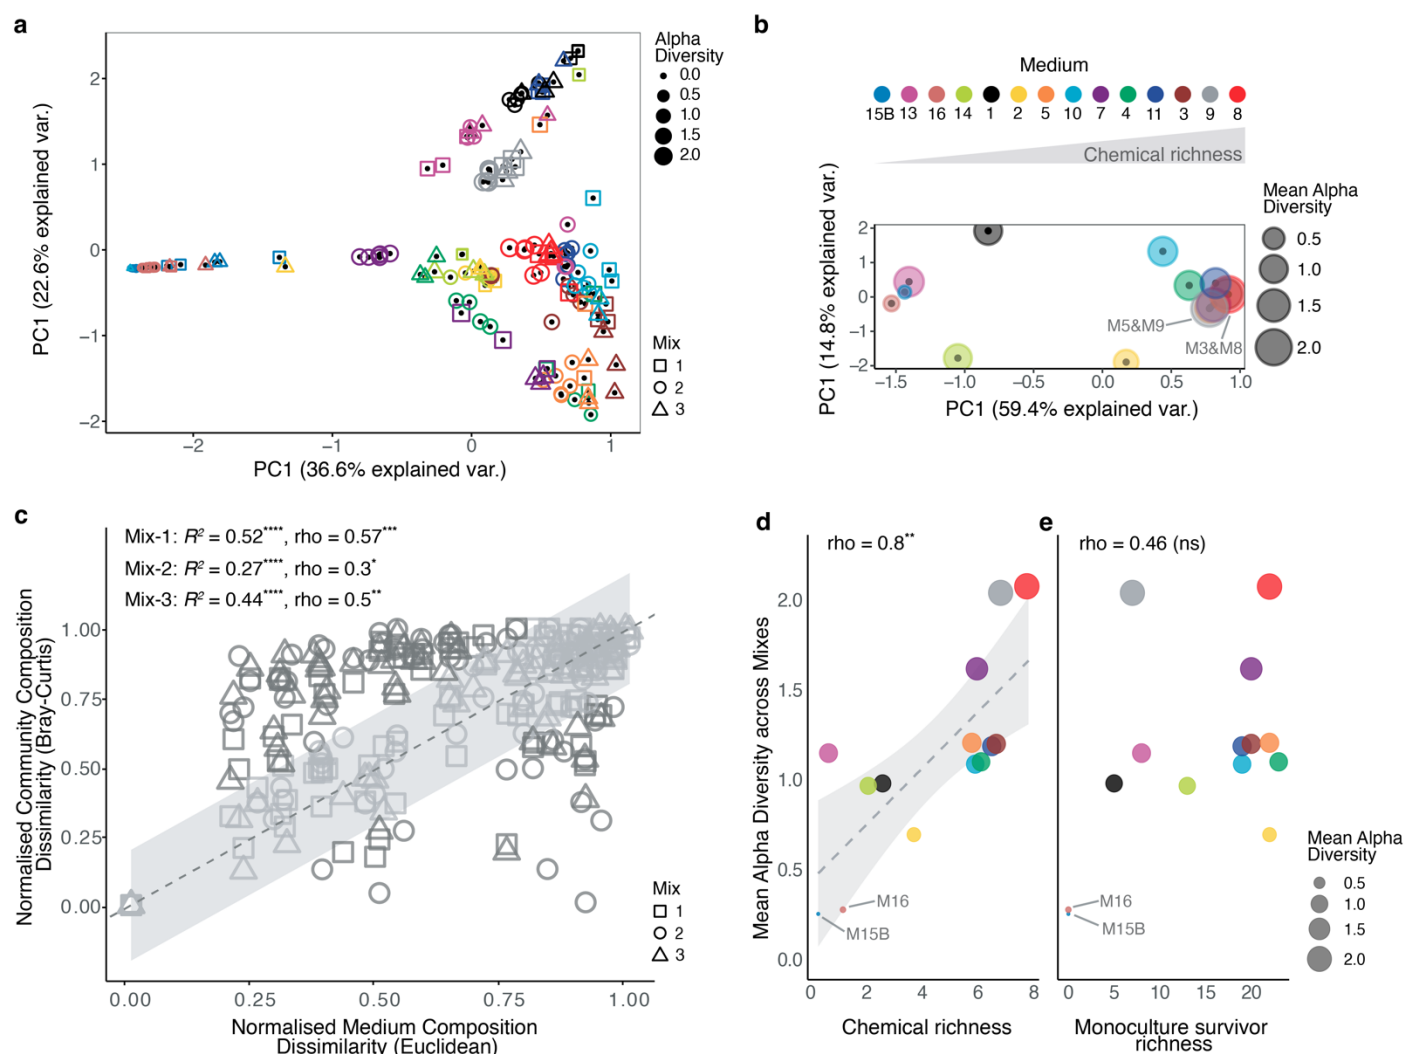 a
Alpha
Diversity
0.0
0.5
1.0
1.5
2.0
2
1
0
−1
−2
PC1 (22.6% explained var.)
Mix
1
2
3
−2
−1
0
1
PC1 (36.6% explained var.)
b
Medium
15B 13 16 14 1 2 5 10 7 4 11 3 9 8
Chemical richness
PC1 (14.8% explained var.)
2
1
0
−1
−2
M5&M9
M3&M8
−1.5
−1.0
0.5
0.0
0.5
1.0
PC1 (59.4% explained var.)
Mean Alpha
Diversity
0.5
1.0
1.5
2.0
c
Mix-1: R² = 0.52****, rho = 0.57***
Mix-2: R² = 0.27****, rho = 0.3*
Mix-3: R² = 0.44****, rho = 0.5**
Normalised Community Composition
Dissimilarity (Bray-Curtis)
1.00
0.75
0.50
0.25
0.00
Mix
1
2
3
0.00
0.25
0.50
0.75
1.00
Normalised Medium Composition
Dissimilarity (Euclidean)
d
rho = 0.8**
Mean Alpha Diversity across Mixes
2.0
1.5
1.0
0.5
0.0
M16
M15B
0
2
4
6
8
Chemical richness
e
rho = 0.46 (ns)
M16
M15B
0
5
10
15
20
Monoculture survivor
richness
Mean Alpha
Diversity
0.5
1.0
1.5
2.0